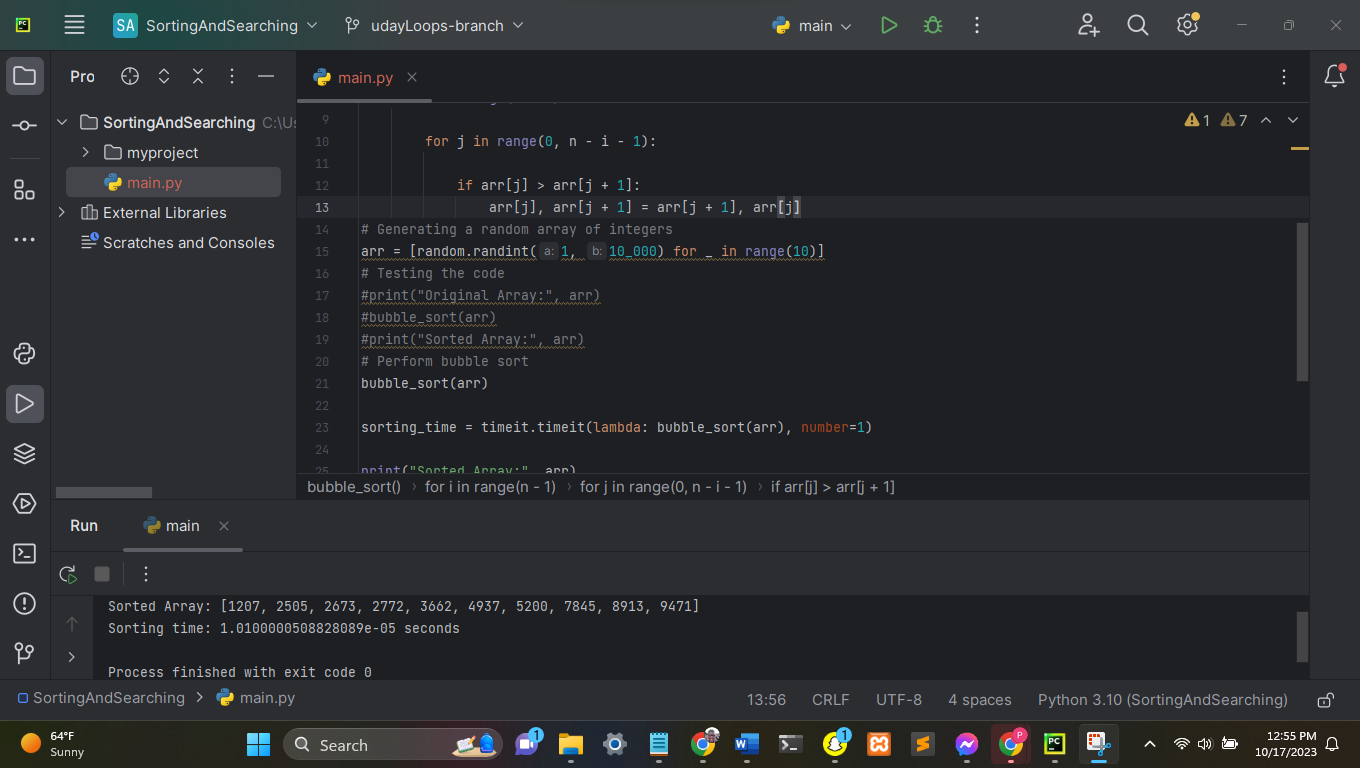 PC SA SortingAndSearching udayLoops-branch main
Pro main.py
SortingAndSearching C:\Us
myproject
main.py
External Libraries
Scratches and Consoles
1 7
9
10 for j in range(0, n - i - 1):
11
12 if arr[j] > arr[j + 1]:
13 arr[j], arr[j + 1] = arr[j + 1], arr[j]
14 # Generating a random array of integers
15 arr = [random.randint( a: 1, b: 10_000) for _ in range(10)]
16 # Testing the code
17 #print("Original Array:", arr)
18 #bubble_sort(arr)
19 #print("Sorted Array:", arr)
20 # Perform bubble sort
21 bubble_sort(arr)
22
23 sorting_time = timeit.timeit(lambda: bubble_sort(arr), number=1)
24
25 print("Sorted Array:", arr)
bubble_sort() › for i in range(n - 1) › for j in range(0, n - i - 1) › if arr[j] > arr[j + 1]
Run main
Sorted Array: [1207, 2505, 2673, 2772, 3662, 4937, 5200, 7845, 8913, 9471]
Sorting time: 1.0100000508828089e-05 seconds
Process finished with exit code 0
SortingAndSearching > main.py 13:56 CRLF UTF-8 4 spaces Python 3.10 (SortingAndSearching)
64°F
Sunny
Search
1
W
1
P
PC
12:55 PM
10/17/2023